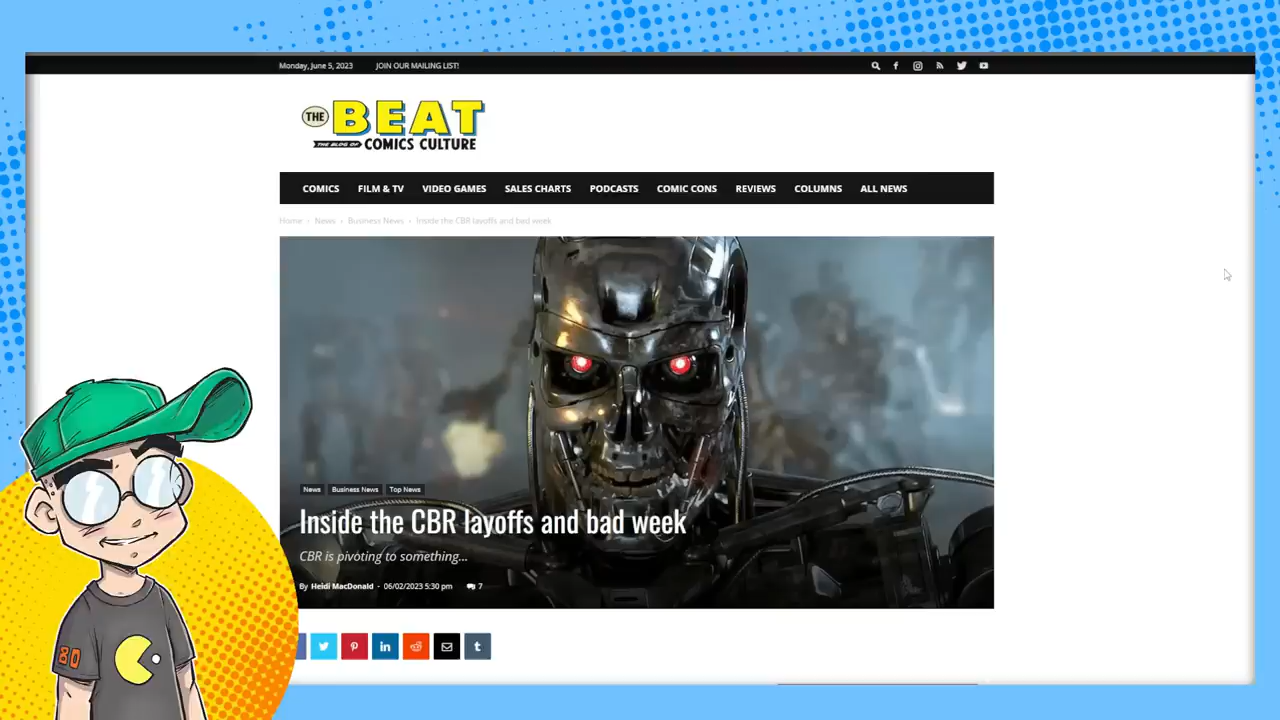 Monday, June 5, 2023 JOIN OUR MAILING LIST!
THE BEAT
THE BLOG OF COMICS CULTURE
COMICS FILM & TV VIDEO GAMES SALES CHARTS PODCASTS COMIC CONS REVIEWS COLUMNS ALL NEWS
Home › News › Business News › Inside the CBR layoffs and bad week
News Business News Top News
Inside the CBR layoffs and bad week
CBR is pivoting to something...
By Heidi MacDonald - 06/02/2023 5:30 pm 7
80